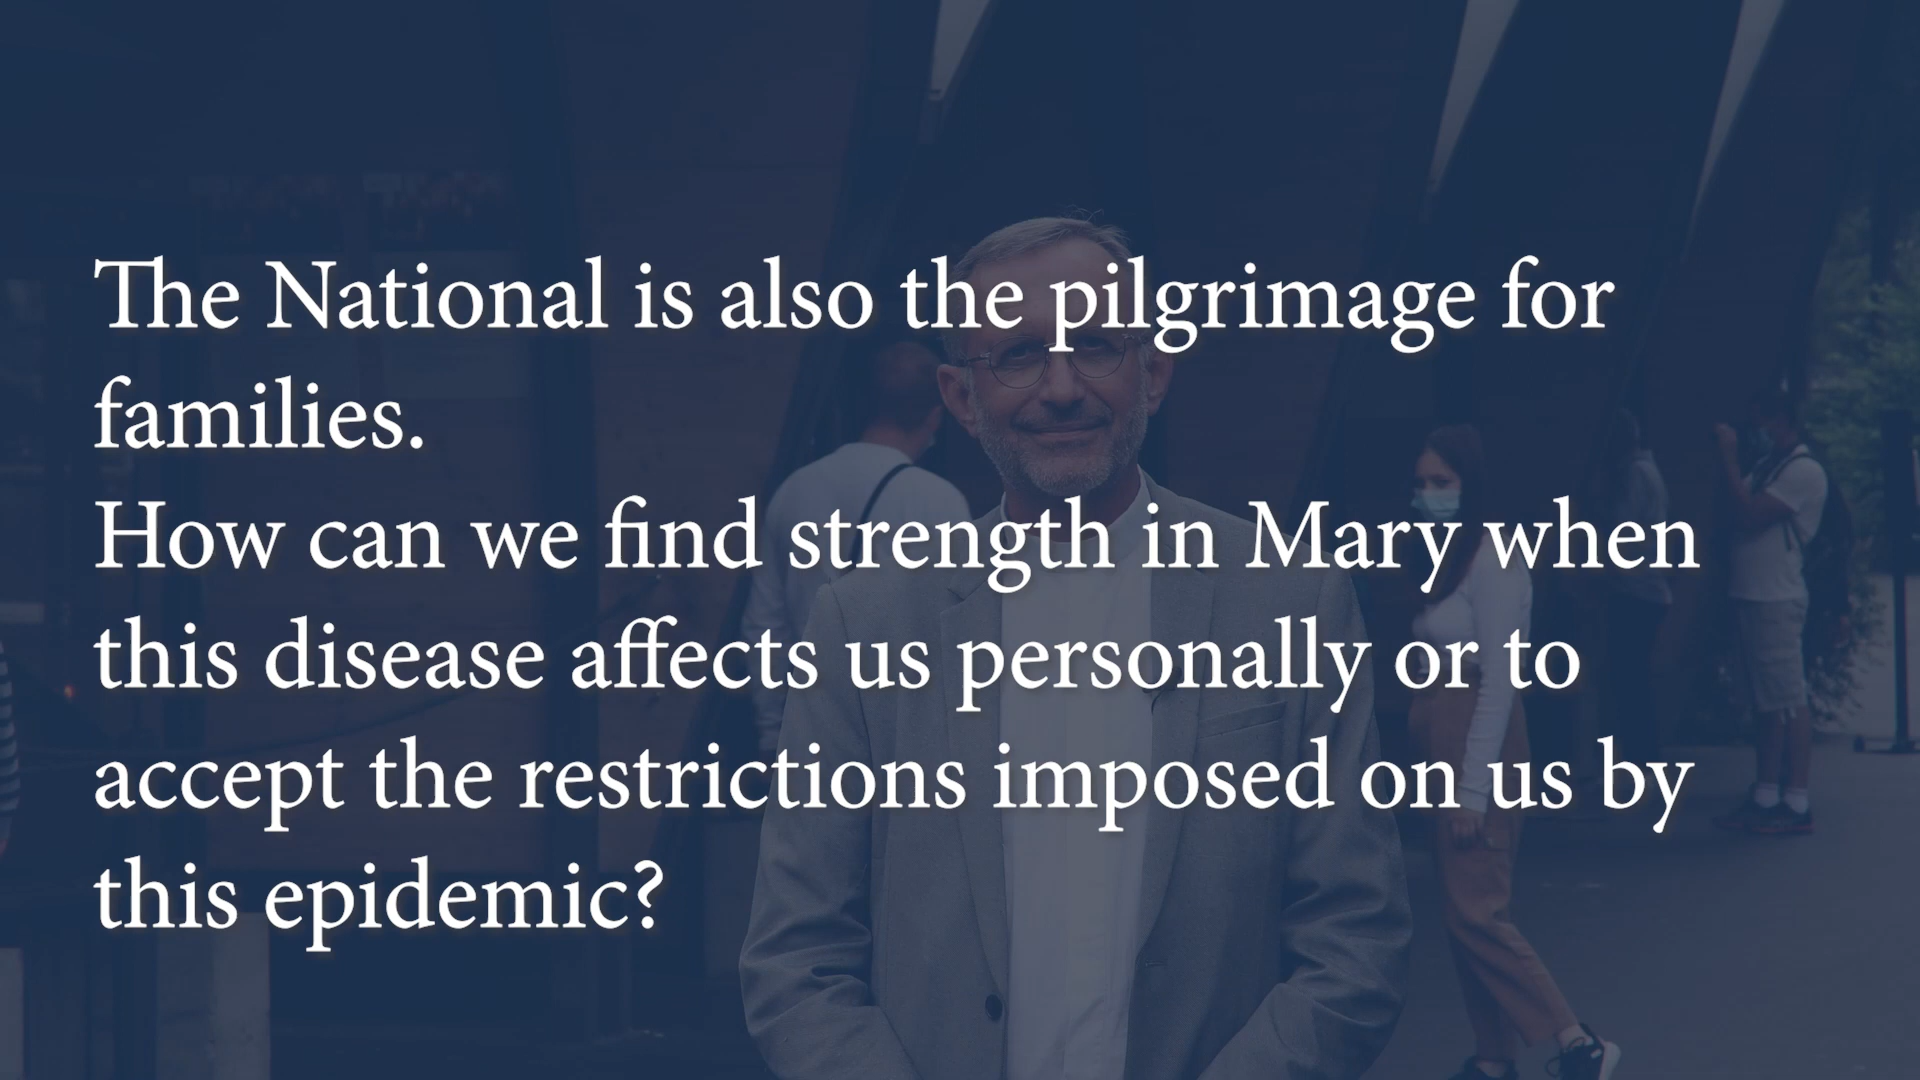 The National is also the pilgrimage for
families.
How can we find strength in Mary when
this disease affects us personally or to
accept the restrictions imposed on us by
this epidemic?